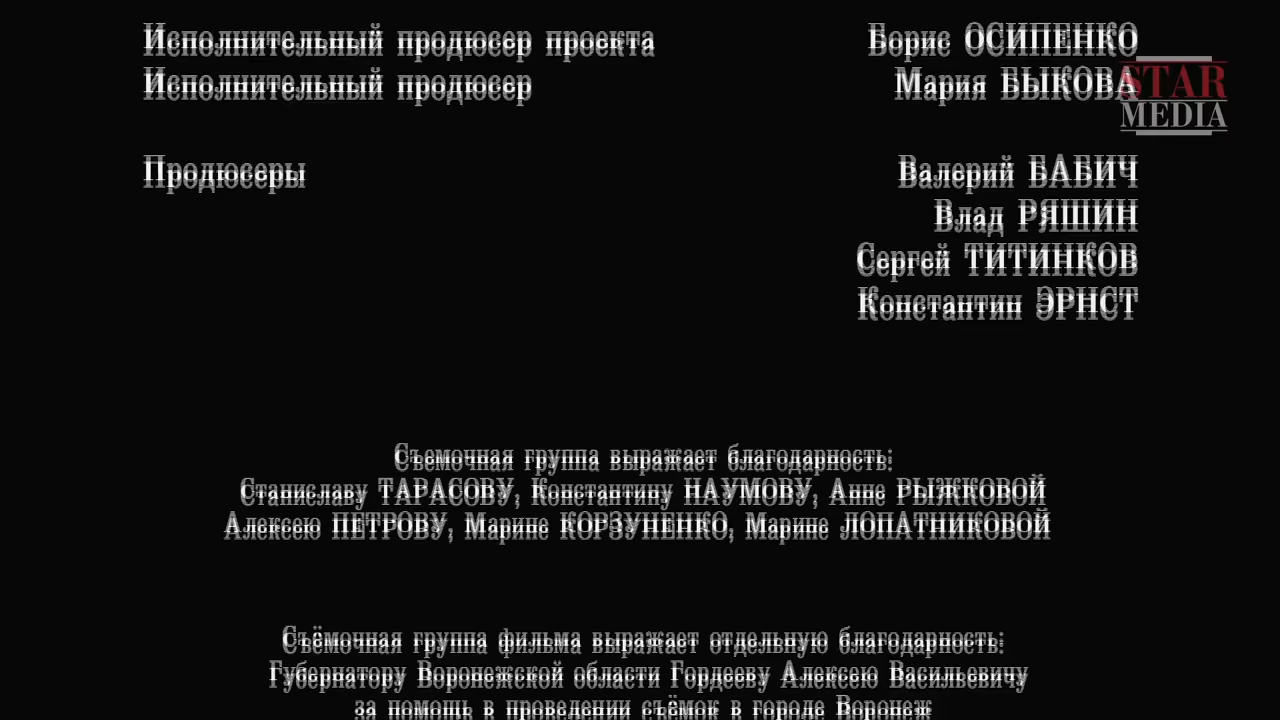 Исполнительный продюсер проекта Борис ОСИПЕНКО
Исполнительный продюсер Мария БЫКОВА
STAR
MEDIA
Продюсеры Валерий БАБИЧ
Влад РЯШИН
Сергей ТИТИНКОВ
Константин ЭРНСТ
Съемочная группа выражает благодарность:
Станиславу ТАРАСОВУ, Константину НАУМОВУ, Анне РЫЖКОВОЙ
Алексею ПЕТРОВУ, Марине КОРЗУНЕНКО, Марине ЛОПАТНИКОВОЙ
Съёмочная группа фильма выражает отдельную благодарность:
Губернатору Воронежской области Гордееву Алексею Васильевичу
за помощь в проведении съёмок в городе Воронеж